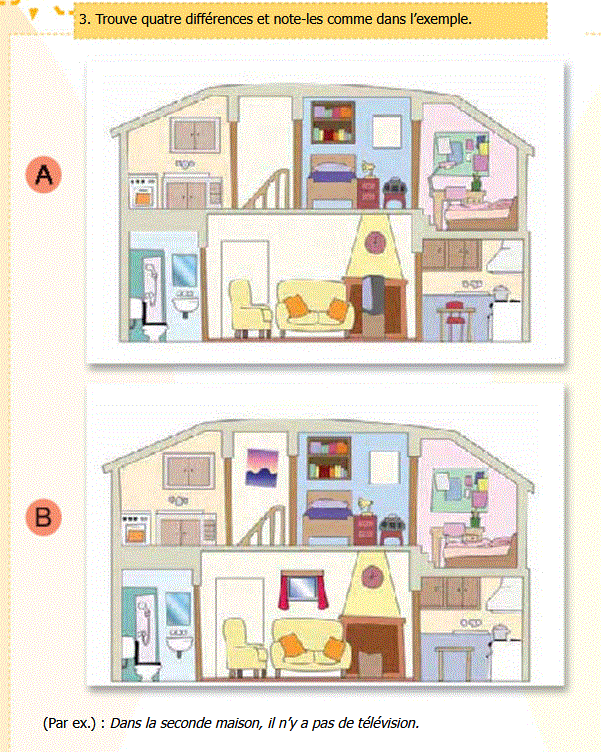 3. Trouve quatre différences et note-les comme dans l'exemple.
A
B
(Par ex.) : Dans la seconde maison, il n'y a pas de télévision.